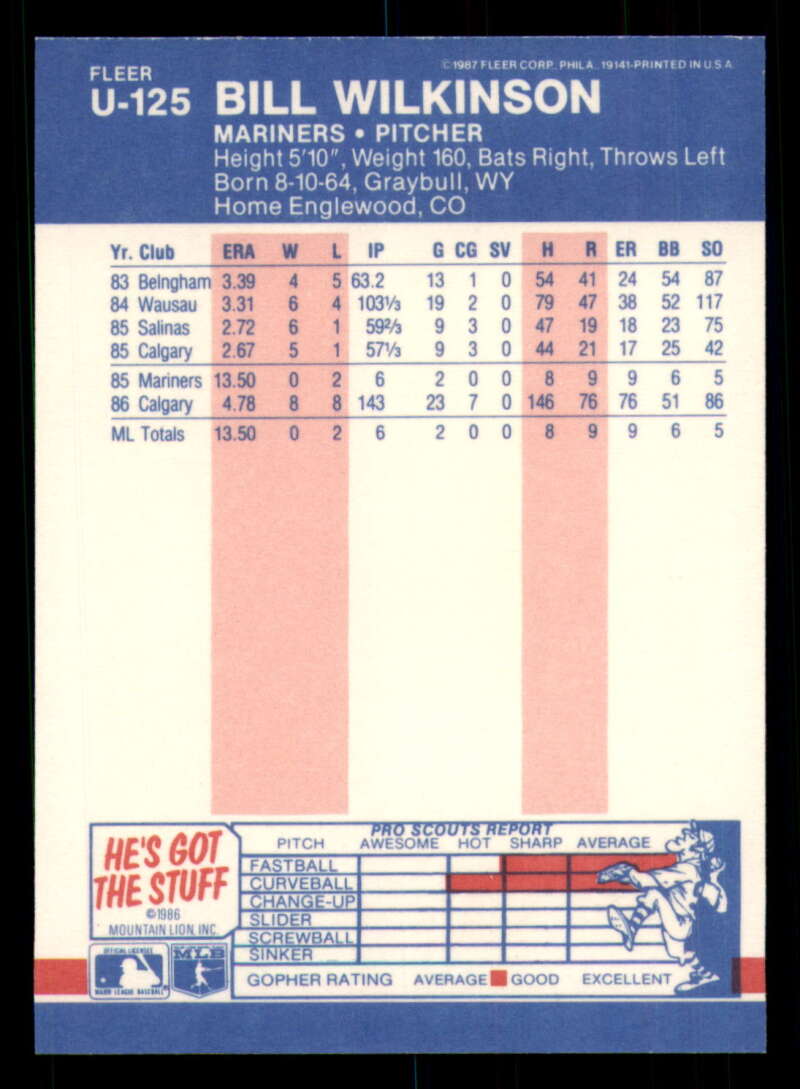 FLEER
©1987 FLEER CORP. PHILA. 19141-PRINTED IN U.S.A.
U-125 BILL WILKINSON
MARINERS • PITCHER
Height 5'10", Weight 160, Bats Right, Throws Left
Born 8-10-64, Graybull, WY
Home Englewood, CO
Yr. Club ERA W L IP G CG SV H R ER BB SO
83 Belngham 3.39 4 5 63.2 13 1 0 54 41 24 54 87
84 Wausau 3.31 6 4 103⅓ 19 2 0 79 47 38 52 117
85 Salinas 2.72 6 1 59⅔ 9 3 0 47 19 18 23 75
85 Calgary 2.67 5 1 57⅓ 9 3 0 44 21 17 25 42
85 Mariners 13.50 0 2 6 2 0 0 8 9 9 6 5
86 Calgary 4.78 8 8 143 23 7 0 146 76 76 51 86
ML Totals 13.50 0 2 6 2 0 0 8 9 9 6 5
HE'S GOT
THE STUFF
©1986
MOUNTAIN LION, INC.
OFFICIAL LICENSEE
MAJOR LEAGUE BASEBALL
MLB
PRO SCOUTS REPORT
PITCH AWESOME HOT SHARP AVERAGE
FASTBALL
CURVEBALL
CHANGE-UP
SLIDER
SCREWBALL
SINKER
GOPHER RATING AVERAGE GOOD EXCELLENT